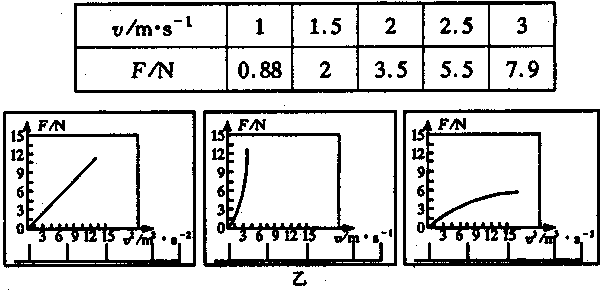 v/m·s⁻¹ 1 1.5 2 2.5 3
F/N 0.88 2 3.5 5.5 7.9
F/N F/N F/N
15 15 15
12 12 12
9 9 9
6 6 6
3 3 3
0 3 6 9 12 15 0 3 6 9 12 15 v/m·s⁻¹ 0 3 6 9 12 15
乙